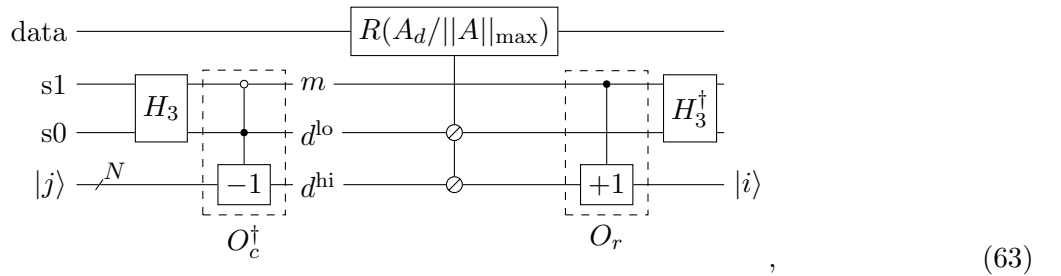 data R(A_d/||A||_max)
s1 m
H_3 H_3^†
s0 d^lo
|j⟩ N −1 d^hi +1 |i⟩
O_c^† O_r
, (63)